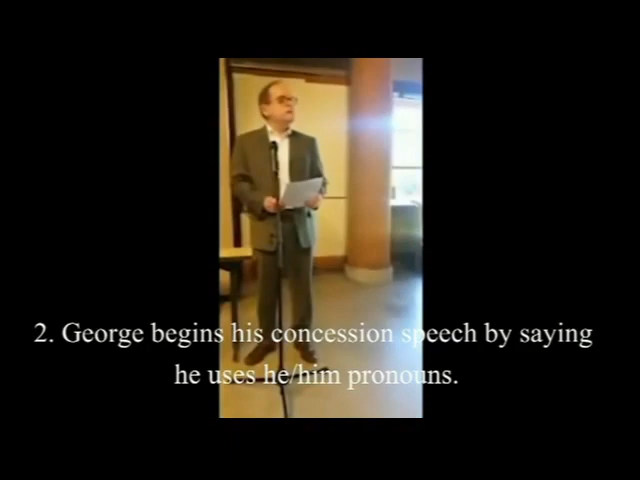 2. George begins his concession speech by saying
he uses he/him pronouns.